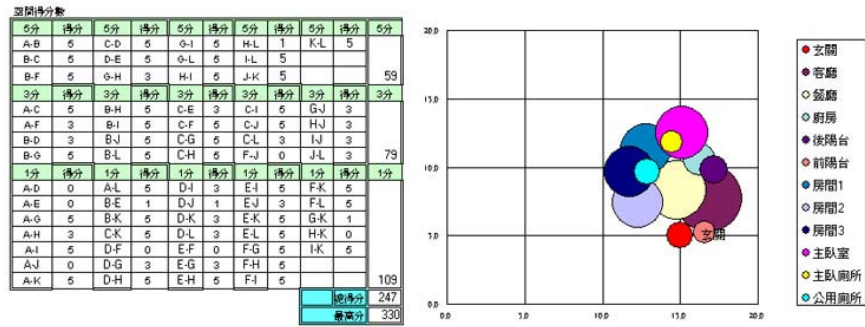 空間得分數
5分 得分 5分 得分 5分 得分 5分 得分 5分 得分 5分
A-B 5 C-D 5 G-I 5 H-L 1 K-L 5
B-C 5 D-E 5 G-L 5 I-L 5
B-F 5 G-H 3 H-I 5 J-K 5 59
3分 得分 3分 得分 3分 得分 3分 得分 3分 得分 3分
A-C 5 B-H 5 C-E 3 C-I 5 G-J 3
A-F 3 B-I 5 C-F 5 C-J 5 H-J 3
B-D 3 B-J 5 C-G 5 C-L 3 I-J 3
B-G 5 B-L 5 C-H 5 F-J 0 J-L 3 79
1分 得分 1分 得分 1分 得分 1分 得分 1分 得分 1分
A-D 0 A-L 5 D-I 3 E-I 5 F-K 5
A-E 0 B-E 1 D-J 1 E-J 3 F-L 5
A-G 5 B-K 5 D-K 3 E-K 5 G-K 1
A-H 3 C-K 5 D-L 3 E-L 5 H-K 0
A-I 5 D-F 0 E-F 0 F-G 5 I-K 5
A-J 0 D-G 3 E-G 3 F-H 5
A-K 5 D-H 5 E-H 5 F-I 5 109
總得分 247
最高分 330
20.0
15.0
10.0
5.0
0.0
0.0 5.0 10.0 15.0 20.0
玄關
玄關
客廳
餐廳
廚房
後陽台
前陽台
房間1
房間2
房間3
主臥室
主臥廁所
公用廁所